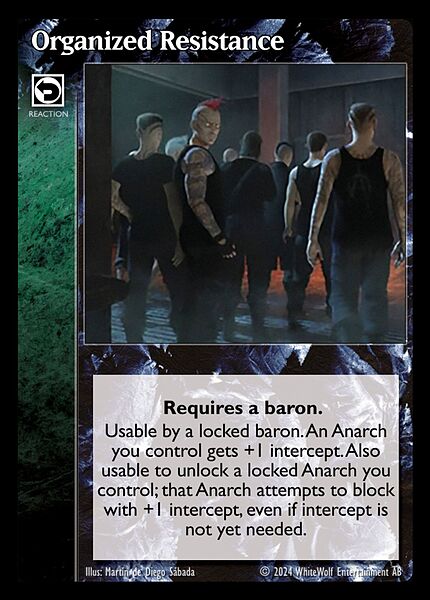 Organized Resistance
REACTION
Requires a baron.
Usable by a locked baron. An Anarch
you control gets +1 intercept. Also
usable to unlock a locked Anarch you
control; that Anarch attempts to block
with +1 intercept, even if intercept is
not yet needed.
Illus: Martín de Diego Sábada
© 2024 WhiteWolf Entertainment AB